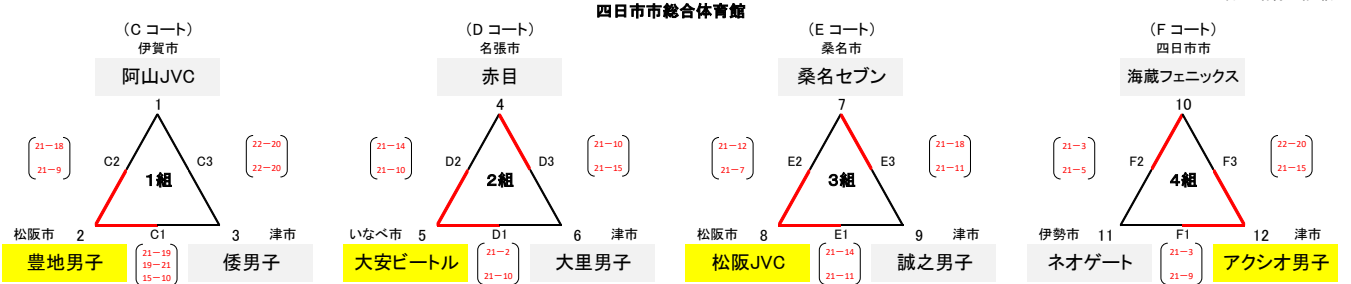 四日市市総合体育館
(C コート)
伊賀市
阿山JVC
1
21-18
21-9
C2
C3
22-20
22-20
1組
松阪市 2
C1
3 津市
豊地男子
21-19
19-21
15-10
倭男子
(D コート)
名張市
赤目
4
21-14
21-10
D2
D3
21-10
21-15
2組
いなべ市 5
D1
6 津市
大安ビートル
21-2
21-10
大里男子
(E コート)
桑名市
桑名セブン
7
21-12
21-7
E2
E3
21-18
21-11
3組
松阪市 8
E1
9 津市
松阪JVC
21-14
21-11
誠之男子
(F コート)
四日市市
海蔵フェニックス
10
21-3
21-5
F2
F3
22-20
21-15
4組
伊勢市 11
F1
12 津市
ネオゲート
21-3
21-9
アクシオ男子